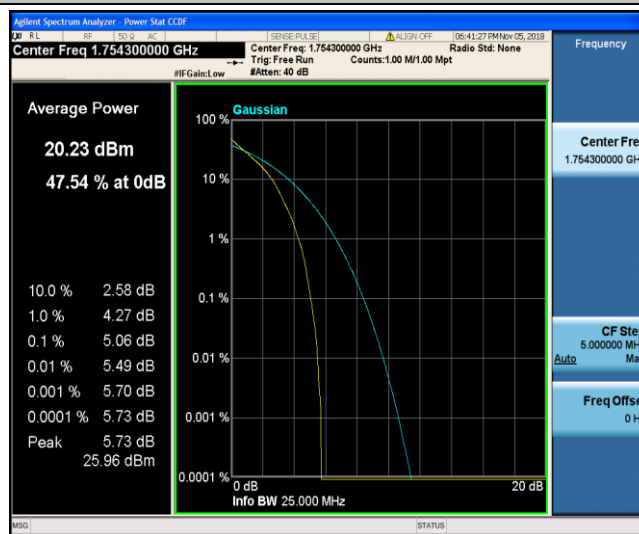 Agilent Spectrum Analyzer - Power Stat CCDF
RL RF 50 Ω AC SENSE:PULSE ALIGN OFF 06:41:27 PM Nov 05, 2018
Center Freq 1.754300000 GHz
Center Freq: 1.754300000 GHz Radio Std: None
Trig: Free Run Counts:1.00 M/1.00 Mpt
#IFGain:Low #Atten: 40 dB
Frequency
Average Power
20.23 dBm
47.54 % at 0dB
10.0 % 2.58 dB
1.0 % 4.27 dB
0.1 % 5.06 dB
0.01 % 5.49 dB
0.001 % 5.70 dB
0.0001 % 5.73 dB
Peak 5.73 dB
25.96 dBm
Gaussian
100 %
10 %
1 %
0.1 %
0.01 %
0.001 %
0.0001 %
0 dB 20 dB
Info BW 25.000 MHz
Center Fre
1.754300000 GH
CF Ste
5.000000 MH
Auto Ma
Freq Offse
0 H
MSG STATUS